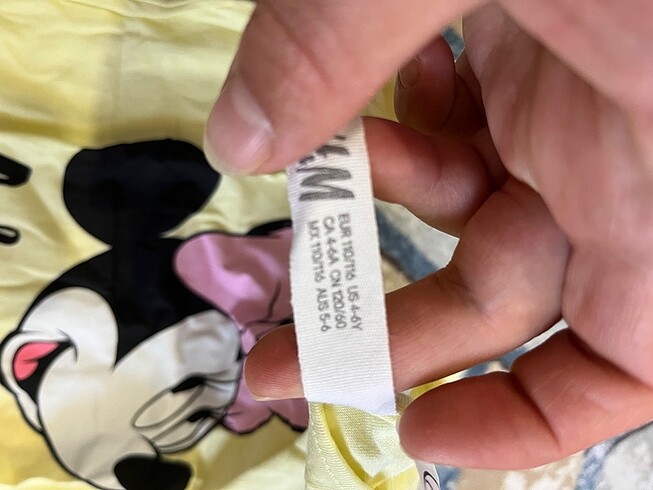 H&M
EUR 110/116 US 4-6Y
CA 4-6A CN 120/60
MX 110/116 AUS 5-6